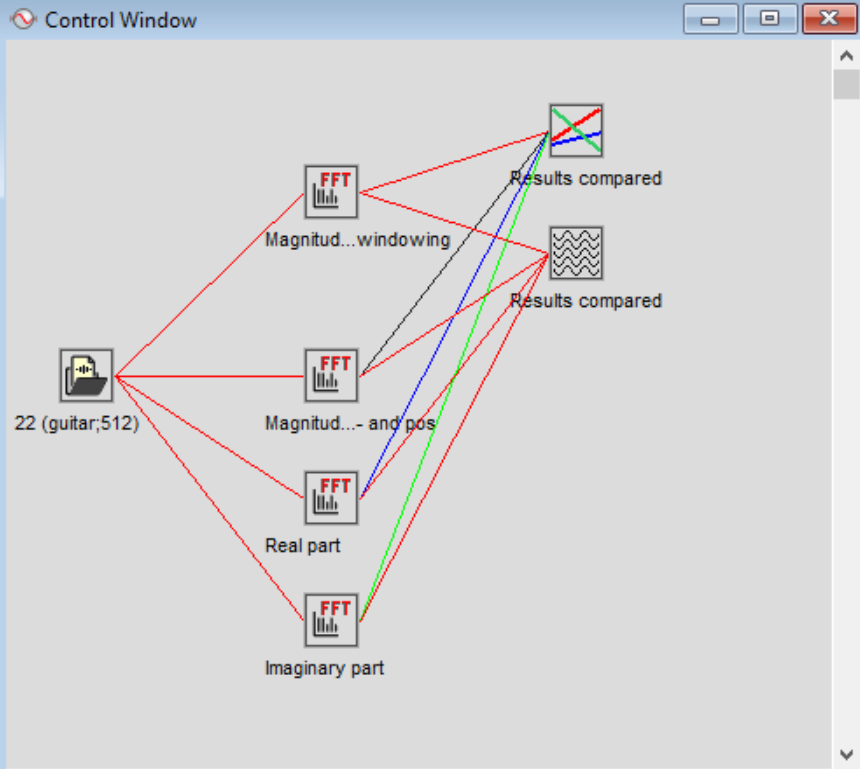 Control Window
Results compared
FFT
Magnitud...windowing
Results compared
FFT
22 (guitar;512)
Magnitud...- and pos
FFT
Real part
FFT
Imaginary part